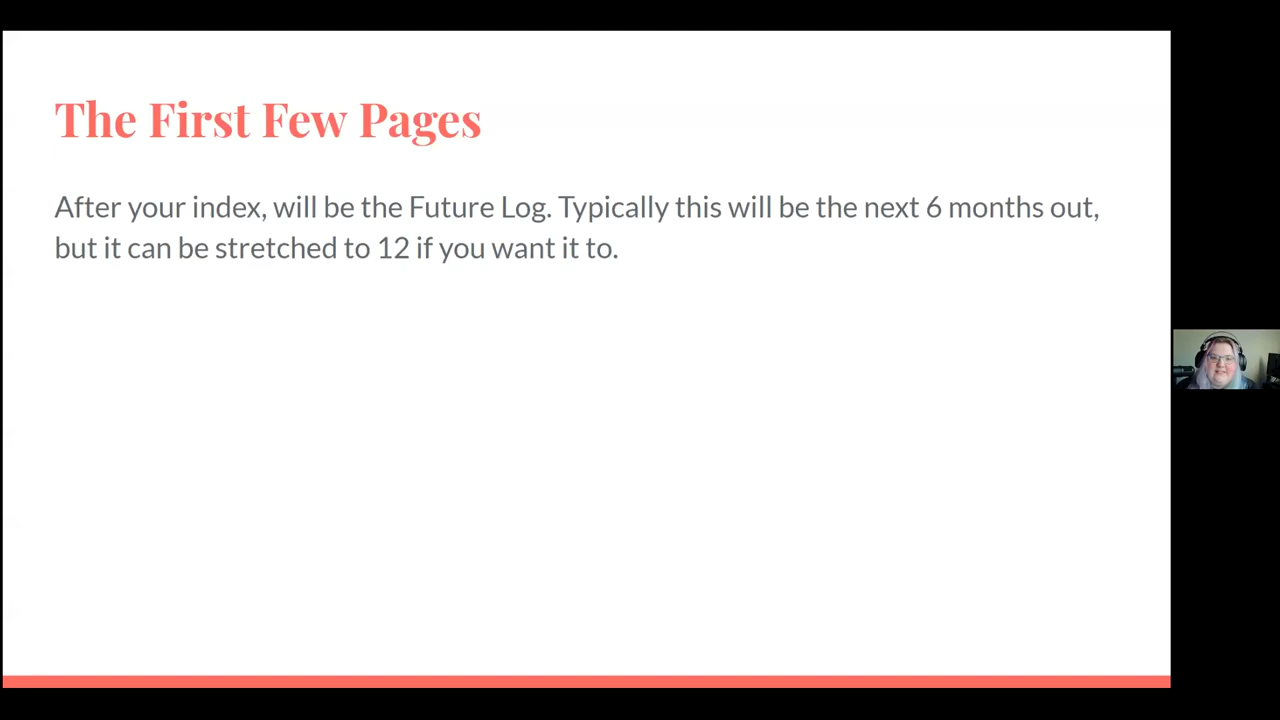 The First Few Pages
After your index, will be the Future Log. Typically this will be the next 6 months out,
but it can be stretched to 12 if you want it to.